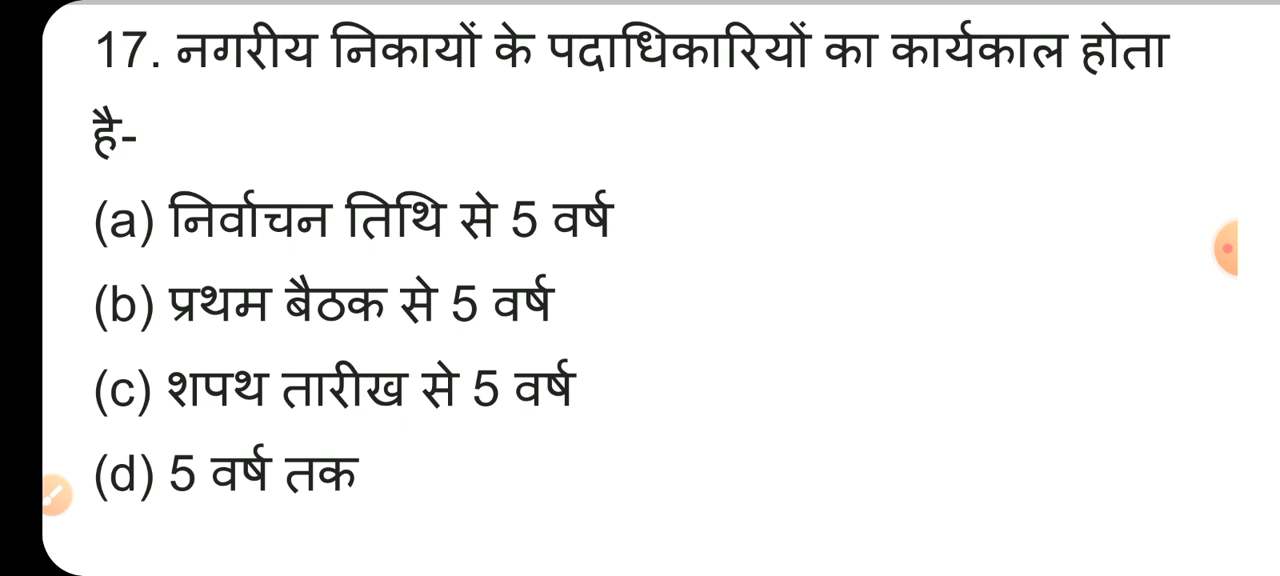 17. नगरीय निकायों के पदाधिकारियों का कार्यकाल होता
है-
(a) निर्वाचन तिथि से 5 वर्ष
(b) प्रथम बैठक से 5 वर्ष
(c) शपथ तारीख से 5 वर्ष
(d) 5 वर्ष तक